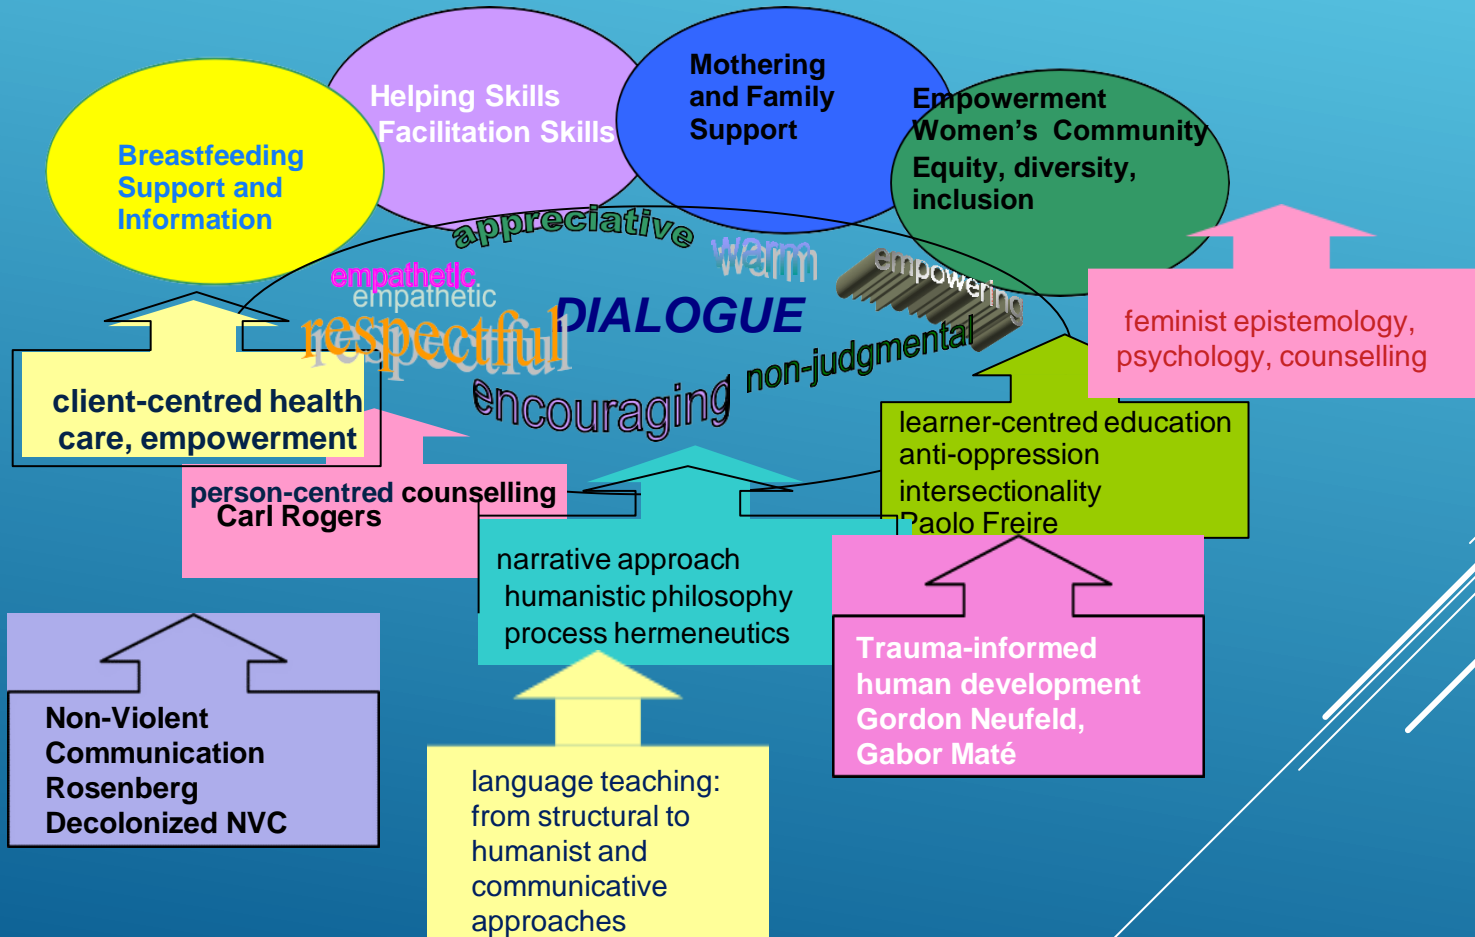 Breastfeeding
Support and
Information
Helping Skills
Facilitation Skills
Mothering
and Family
Support
Empowerment
Women's Community
Equity, diversity,
inclusion
appreciative
warm
empathetic
empathetic
empowering
respectful
DIALOGUE
non-judgmental
encouraging
feminist epistemology,
psychology, counselling
client-centred health
care, empowerment
learner-centred education
anti-oppression
intersectionality
Paolo Freire
person-centred counselling
Carl Rogers
narrative approach
humanistic philosophy
process hermeneutics
Trauma-informed
human development
Gordon Neufeld,
Gabor Maté
Non-Violent
Communication
Rosenberg
Decolonized NVC
language teaching:
from structural to
humanist and
communicative
approaches